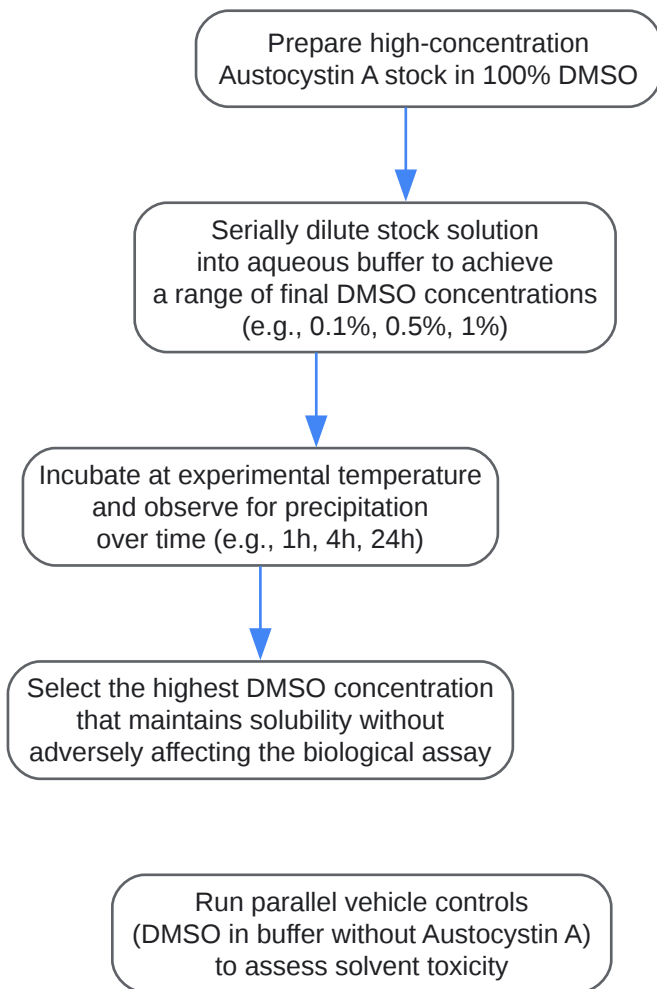 Prepare high-concentration
Austocystin A stock in 100% DMSO
Serially dilute stock solution
into aqueous buffer to achieve
a range of final DMSO concentrations
(e.g., 0.1%, 0.5%, 1%)
Incubate at experimental temperature
and observe for precipitation
over time (e.g., 1h, 4h, 24h)
Select the highest DMSO concentration
that maintains solubility without
adversely affecting the biological assay
Run parallel vehicle controls
(DMSO in buffer without Austocystin A)
to assess solvent toxicity